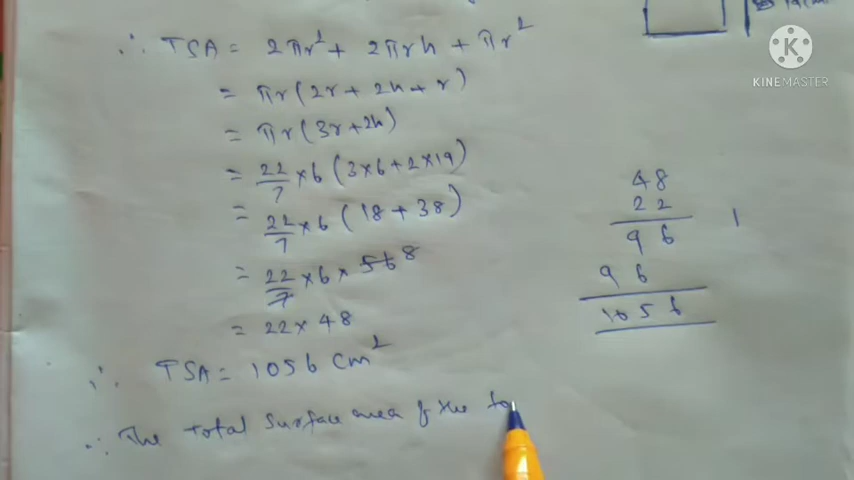 ∴ TSA = 2πr² + 2πrh + πr²
= πr(2r + 2h + r)
= πr(3r + 2h)
= 22/7 × 6 (3×6 + 2×19)
= 22/7 × 6 (18 + 38)
= 22/7 × 6 × 56 8
= 22 × 48
∴ TSA = 1056 cm²
∴ The total surface area of the to
48
22
96
96
1056
K
KINEMASTER